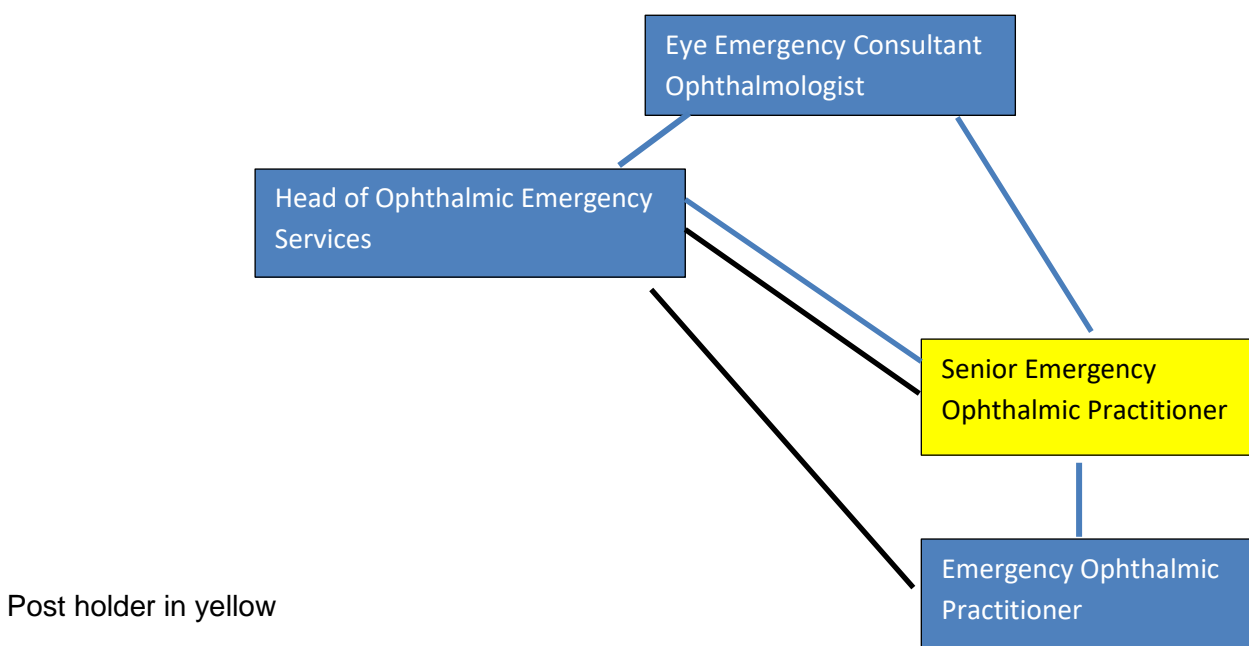 Eye Emergency Consultant
Ophthalmologist
Head of Ophthalmic Emergency
Services
Senior Emergency
Ophthalmic Practitioner
Emergency Ophthalmic
Practitioner
Post holder in yellow